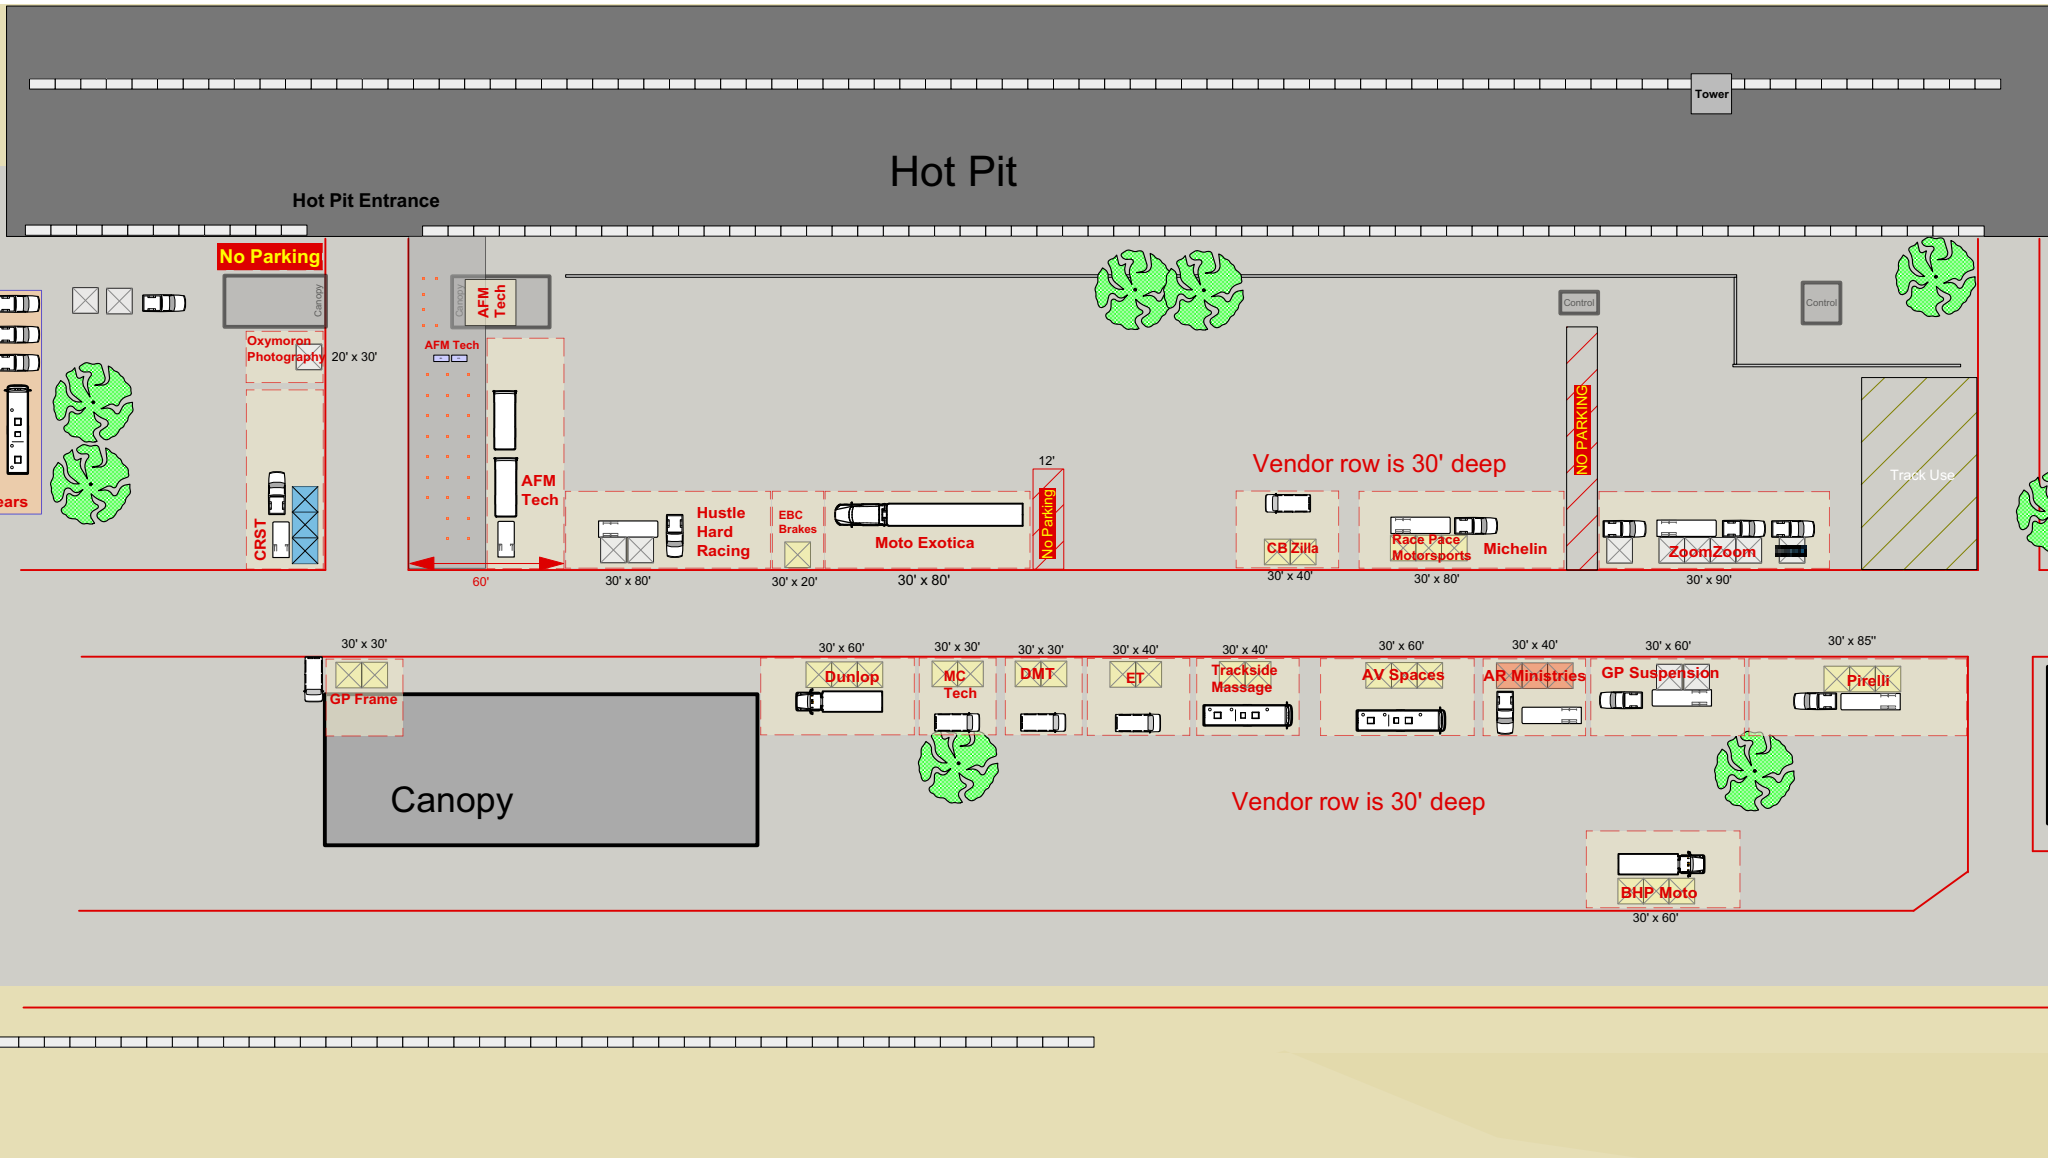 Tower
Hot Pit
Hot Pit Entrance
No Parking
Canopy
Canopy
AFM
Tech
Control
Control
Oxymoron
Photography
20' x 30'
AFM Tech
NO PARKING
Vendor row is 30' deep
12'
Track Use
AFM
Tech
ears
CRST
Hustle
Hard
Racing
EBC
Brakes
Moto Exotica
No Parking
CB Zilla
Race Pace
Motorsports
Michelin
ZoomZoom
60'
30' x 80'
30' x 20'
30' x 80'
30' x 40'
30' x 80'
30' x 90'
30' x 30'
30' x 60'
30' x 30'
30' x 30'
30' x 40'
30' x 40'
30' x 60'
30' x 40'
30' x 60'
30' x 85"
GP Frame
Dunlop
MC
Tech
DMT
ET
Trackside
Massage
AV Spaces
AR Ministries
GP Suspension
Pirelli
Canopy
Vendor row is 30' deep
BHP Moto
30' x 60'